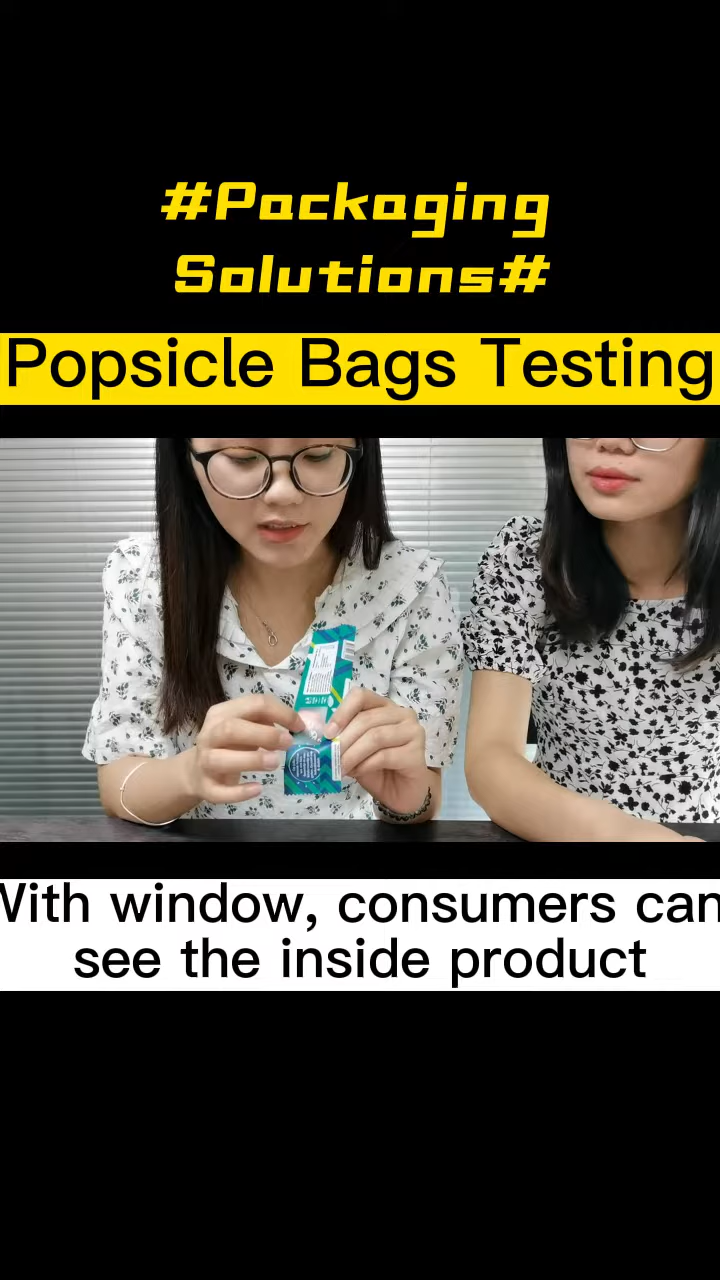 #Packaging
Solutions#
Popsicle Bags Testing
With window, consumers can
see the inside product